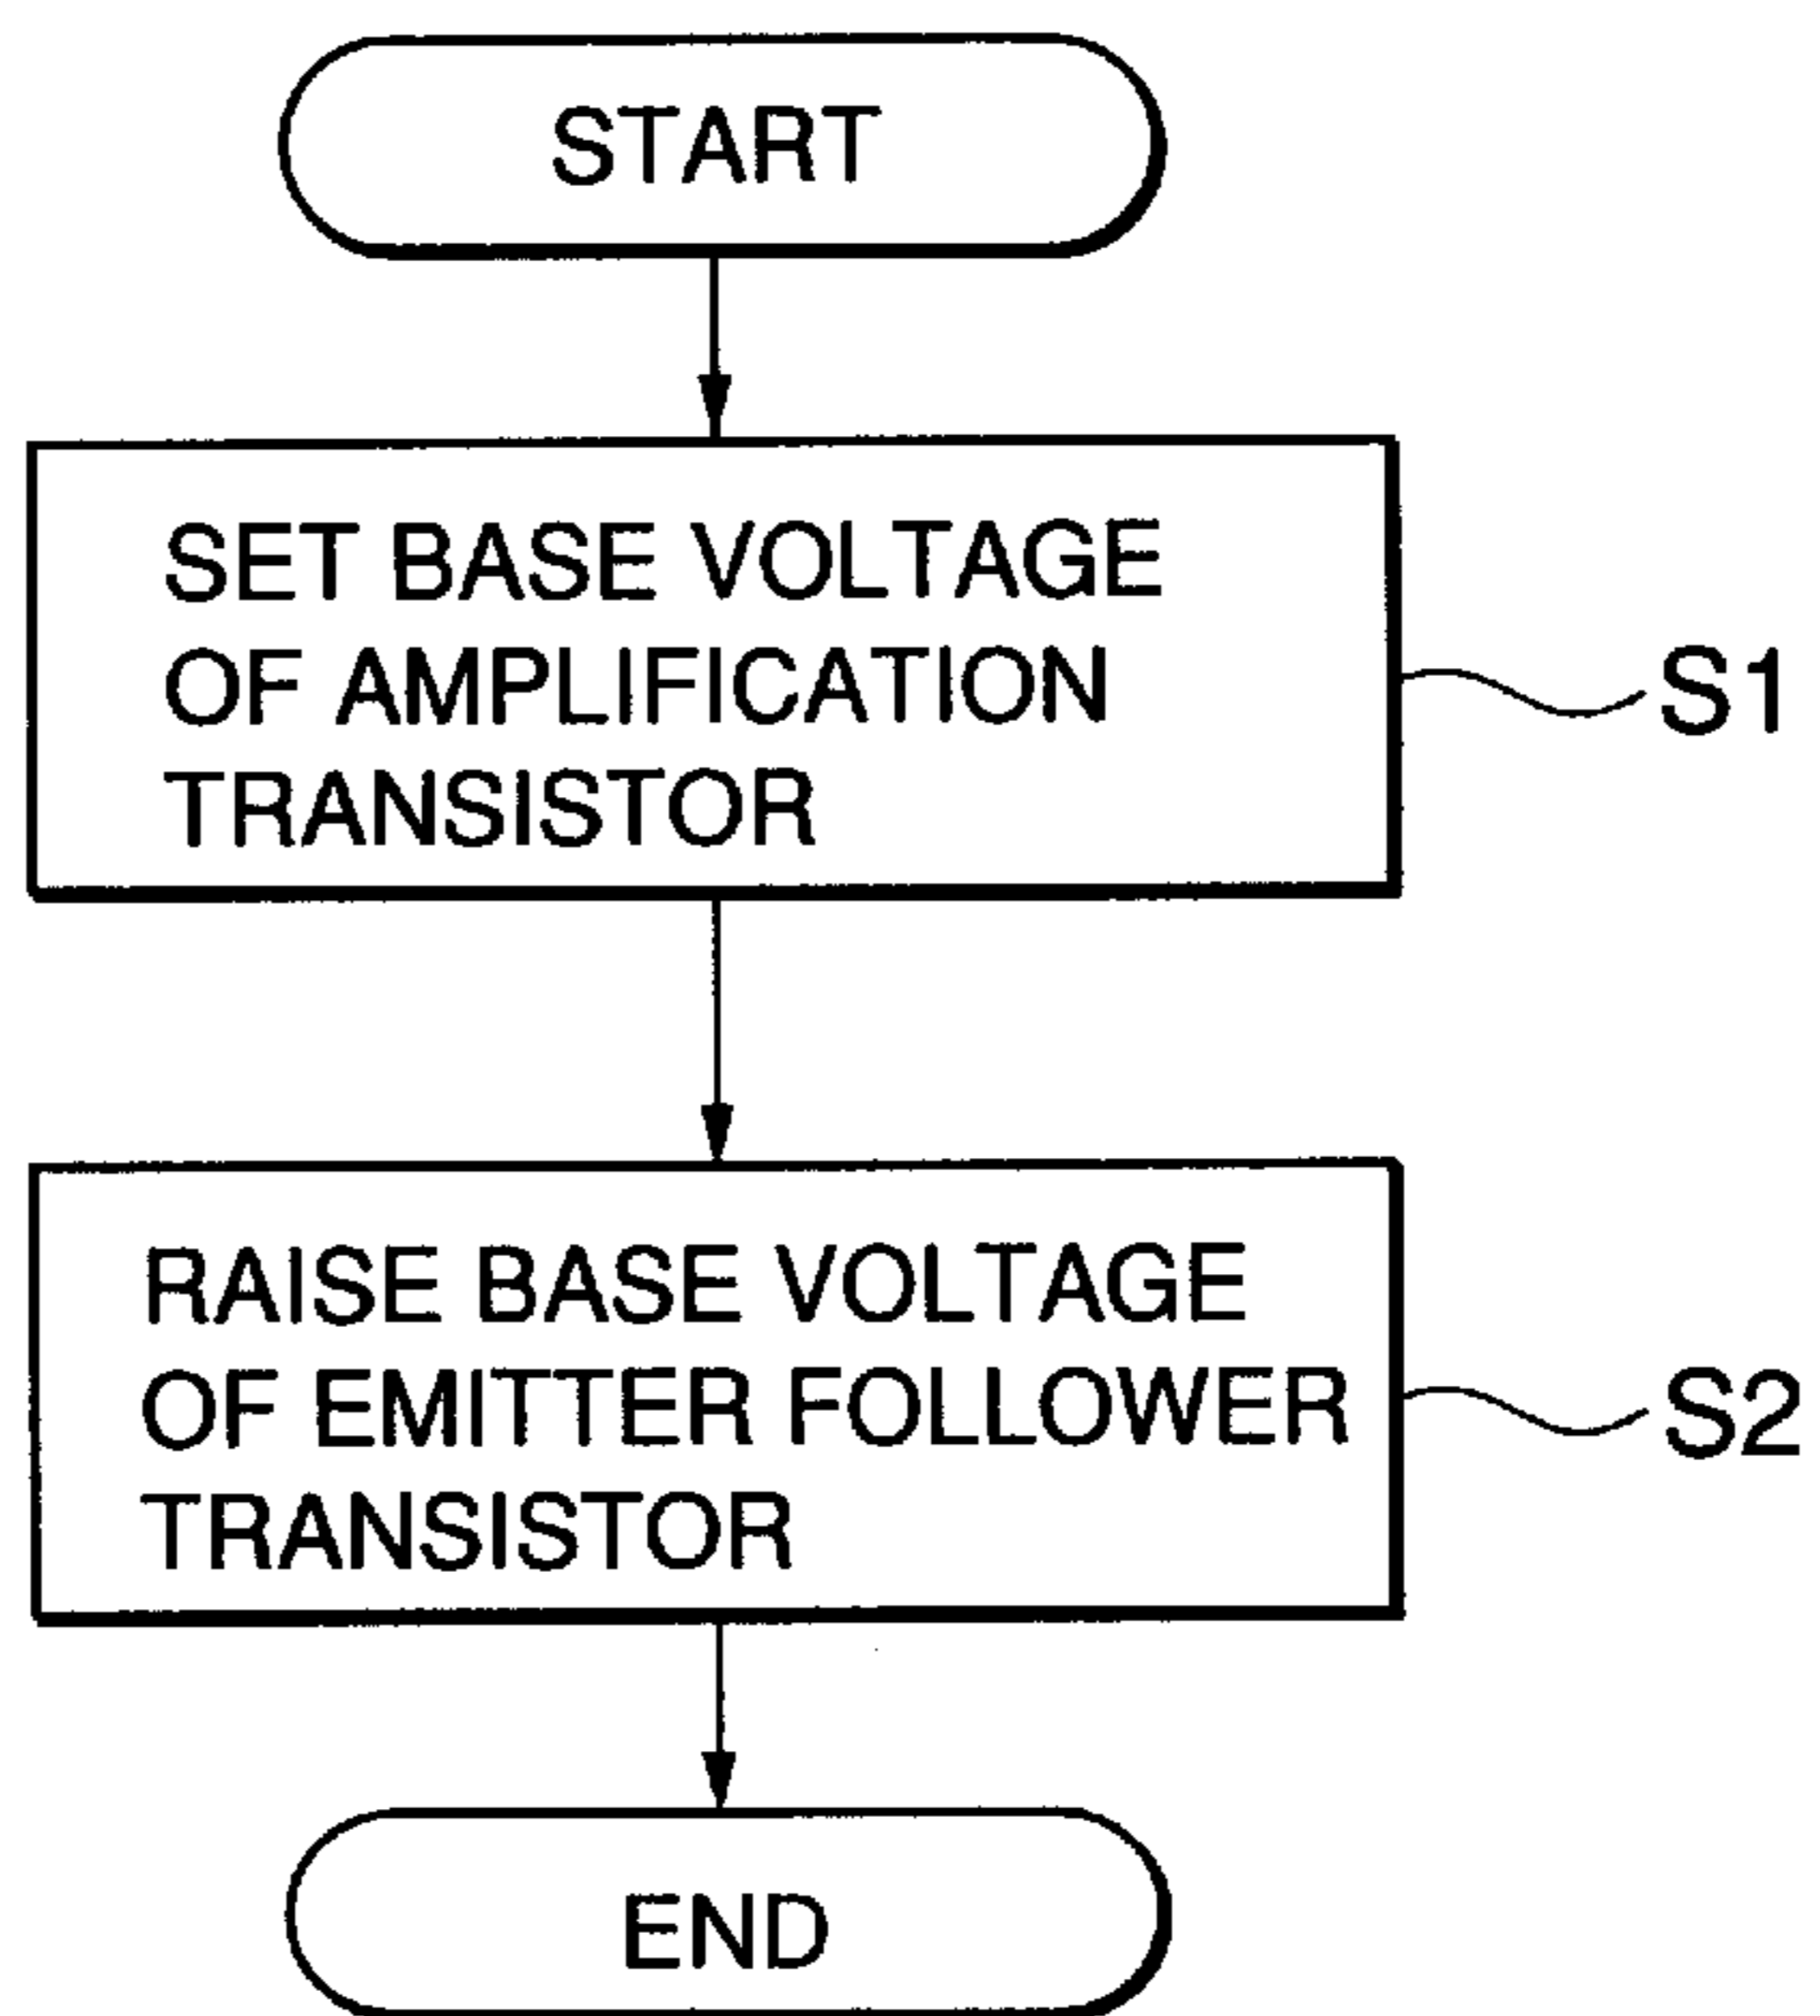 START
SET BASE VOLTAGE
OF AMPLIFICATION
TRANSISTOR
S1
RAISE BASE VOLTAGE
OF EMITTER FOLLOWER
TRANSISTOR
S2
END